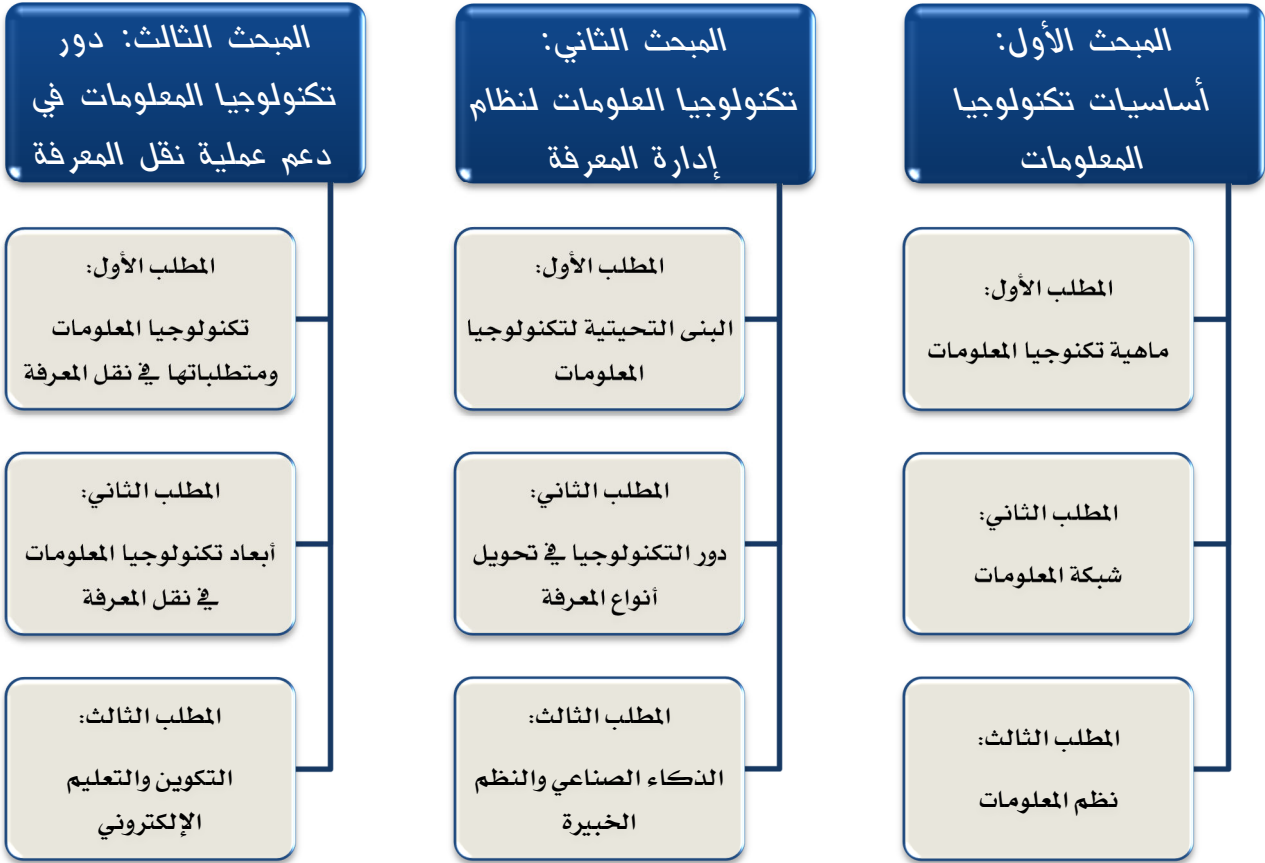 المبحث الأول:
أساسيات تكنولوجيا
المعلومات
المطلب الأول:
ماهية تكنوجيا المعلومات
المطلب الثاني:
شبكة المعلومات
المطلب الثالث:
نظم المعلومات
المبحث الثاني:
تكنولوجيا العلومات لنظام
إدارة المعرفة
المطلب الأول:
البنى التحيتية لتكنولوجيا
المعلومات
المطلب الثاني:
دور التكنولوجيا في تحويل
أنواع المعرفة
المطلب الثالث:
الذكاء الصناعي والنظم
الخبيرة
المبحث الثالث: دور
تكنولوجيا المعلومات في
دعم عملية نقل المعرفة
المطلب الأول:
تكنولوجيا المعلومات
ومتطلباتها في نقل المعرفة
المطلب الثاني:
أبعاد تكنولوجيا المعلومات
في نقل المعرفة
المطلب الثالث:
التكوين والتعليم
الإلكتروني